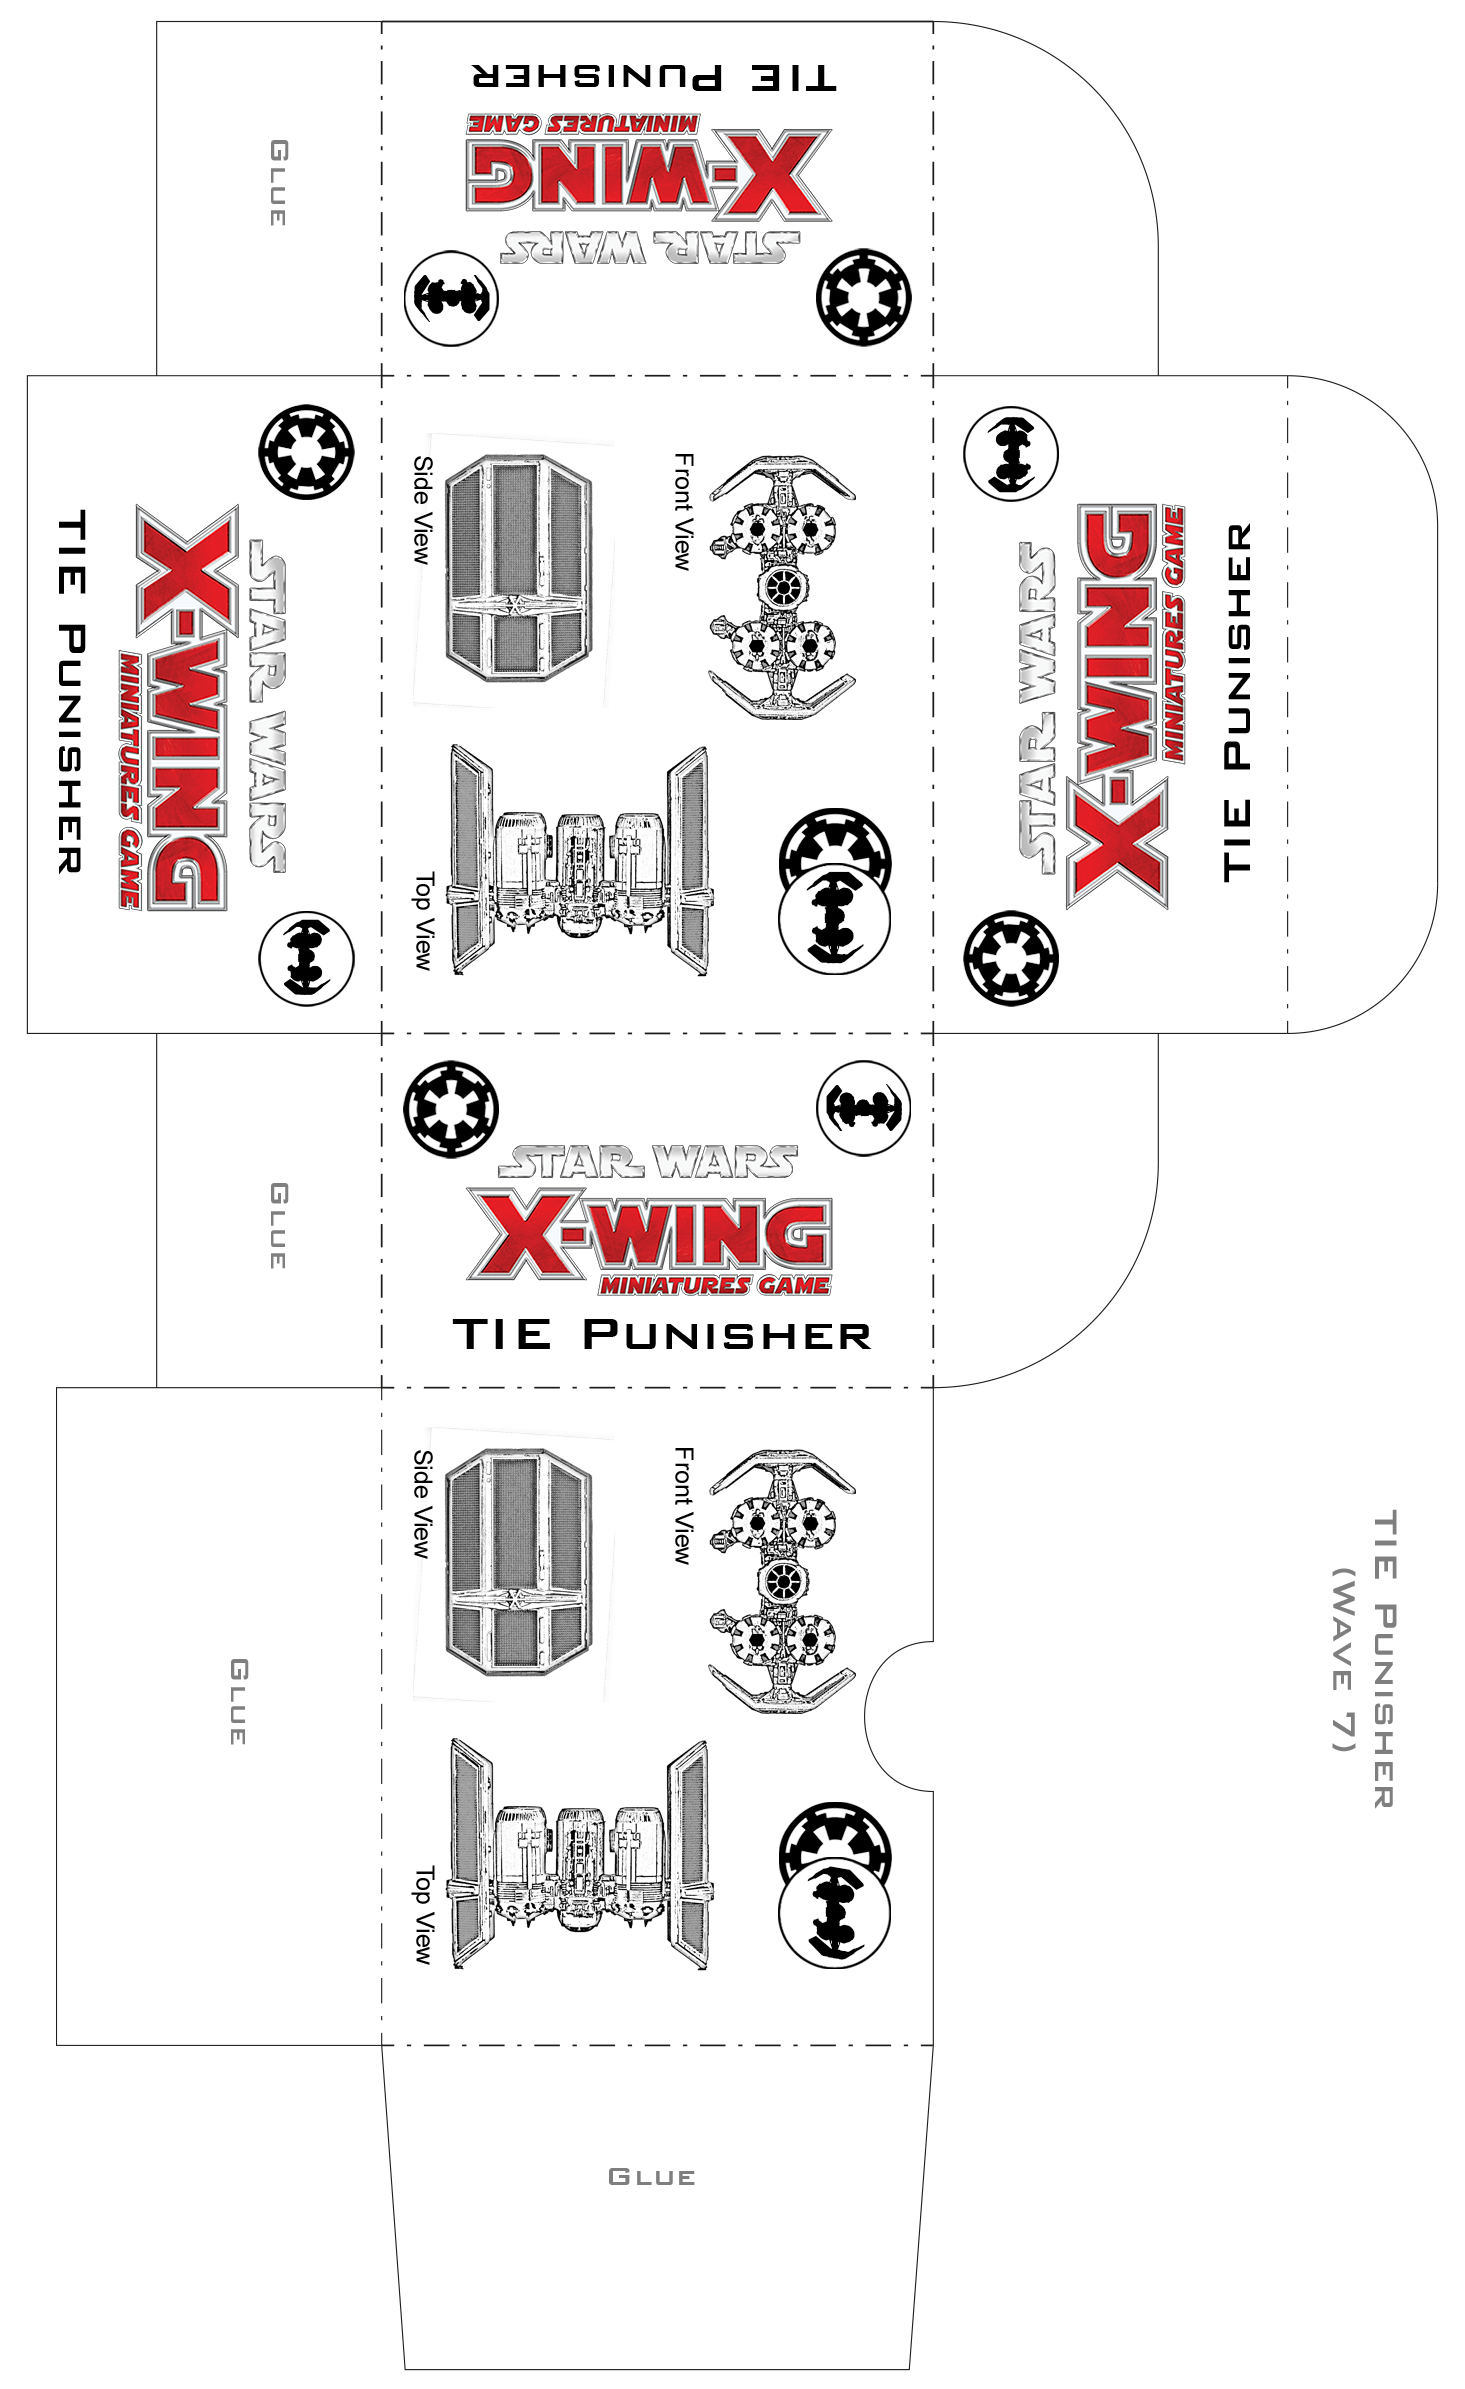 TIE PUNISHER
MINIATURES GAME
X-WING
STAR WARS
GLUE
STAR WARS
X-WING
MINIATURES GAME
TIE PUNISHER
Side View
Front View
Top View
STAR WARS
X-WING
MINIATURES GAME
TIE PUNISHER
GLUE
STAR WARS
X-WING
MINIATURES GAME
TIE PUNISHER
Side View
Front View
Top View
GLUE
TIE PUNISHER
(WAVE 7)
GLUE